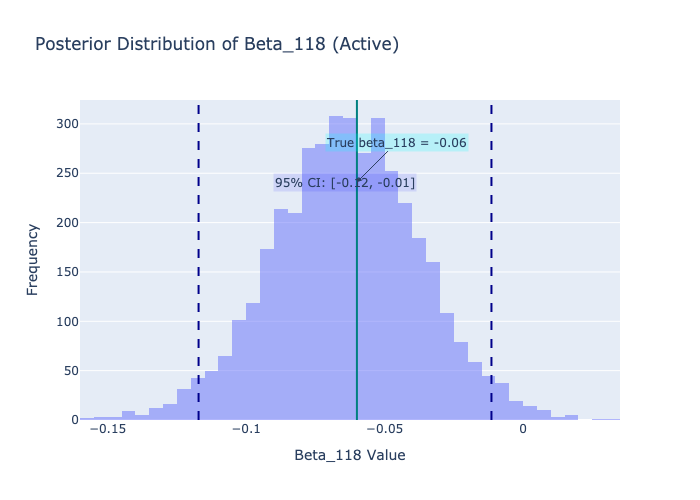 Posterior Distribution of Beta_118 (Active)
300
True beta_118 = -0.06
250
95% CI: [-0.12, -0.01]
200
Frequency
150
100
50
0
−0.15
−0.1
−0.05
0
Beta_118 Value